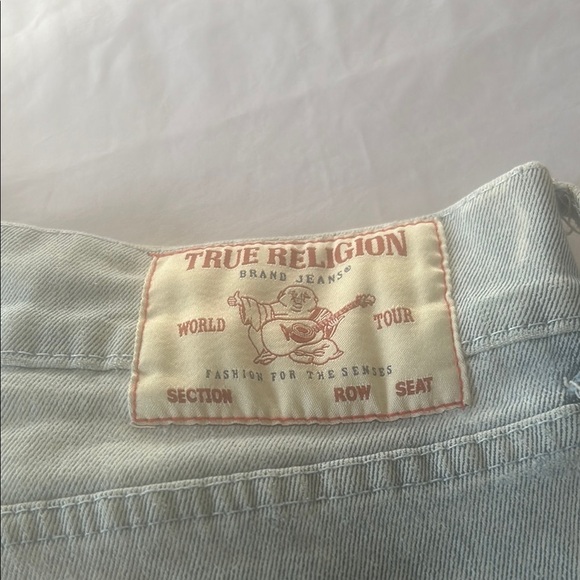 TRUE RELIGION
BRAND JEANS®
WORLD TOUR
FASHION FOR THE SENSES
SECTION ROW SEAT